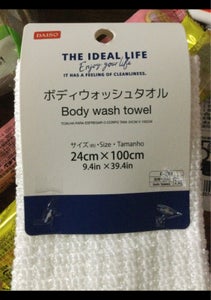 DAISO
THE IDEAL LIFE
Enjoy your life
IT HAS A FEELING OF CLEANLINESS.
ボディウォッシュタオル
Body wash towel
サイズ(約)・Size・Tamanho
24cm×100cm
9.4in×39.4in